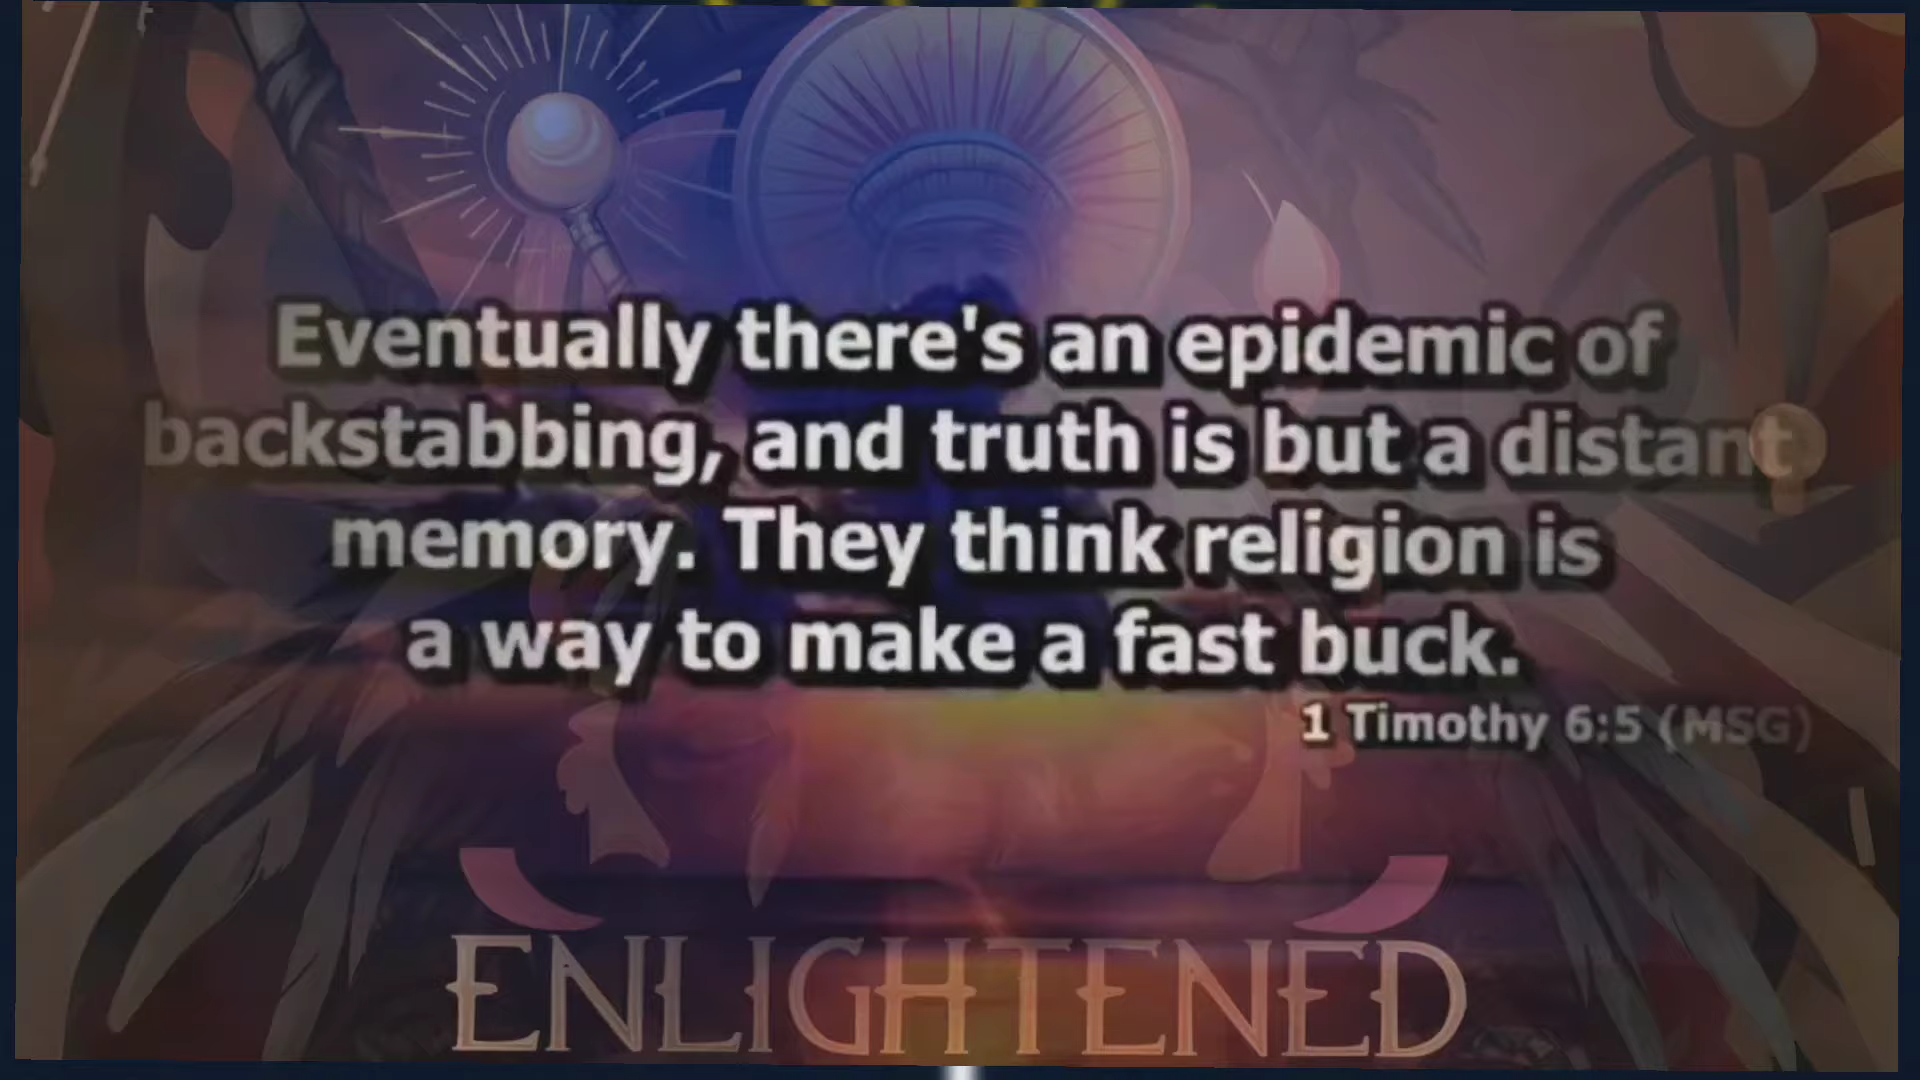 Eventually there's an epidemic of
backstabbing, and truth is but a distant
memory. They think religion is
a way to make a fast buck.
1 Timothy 6:5 (MSG)
ENLIGHTENED